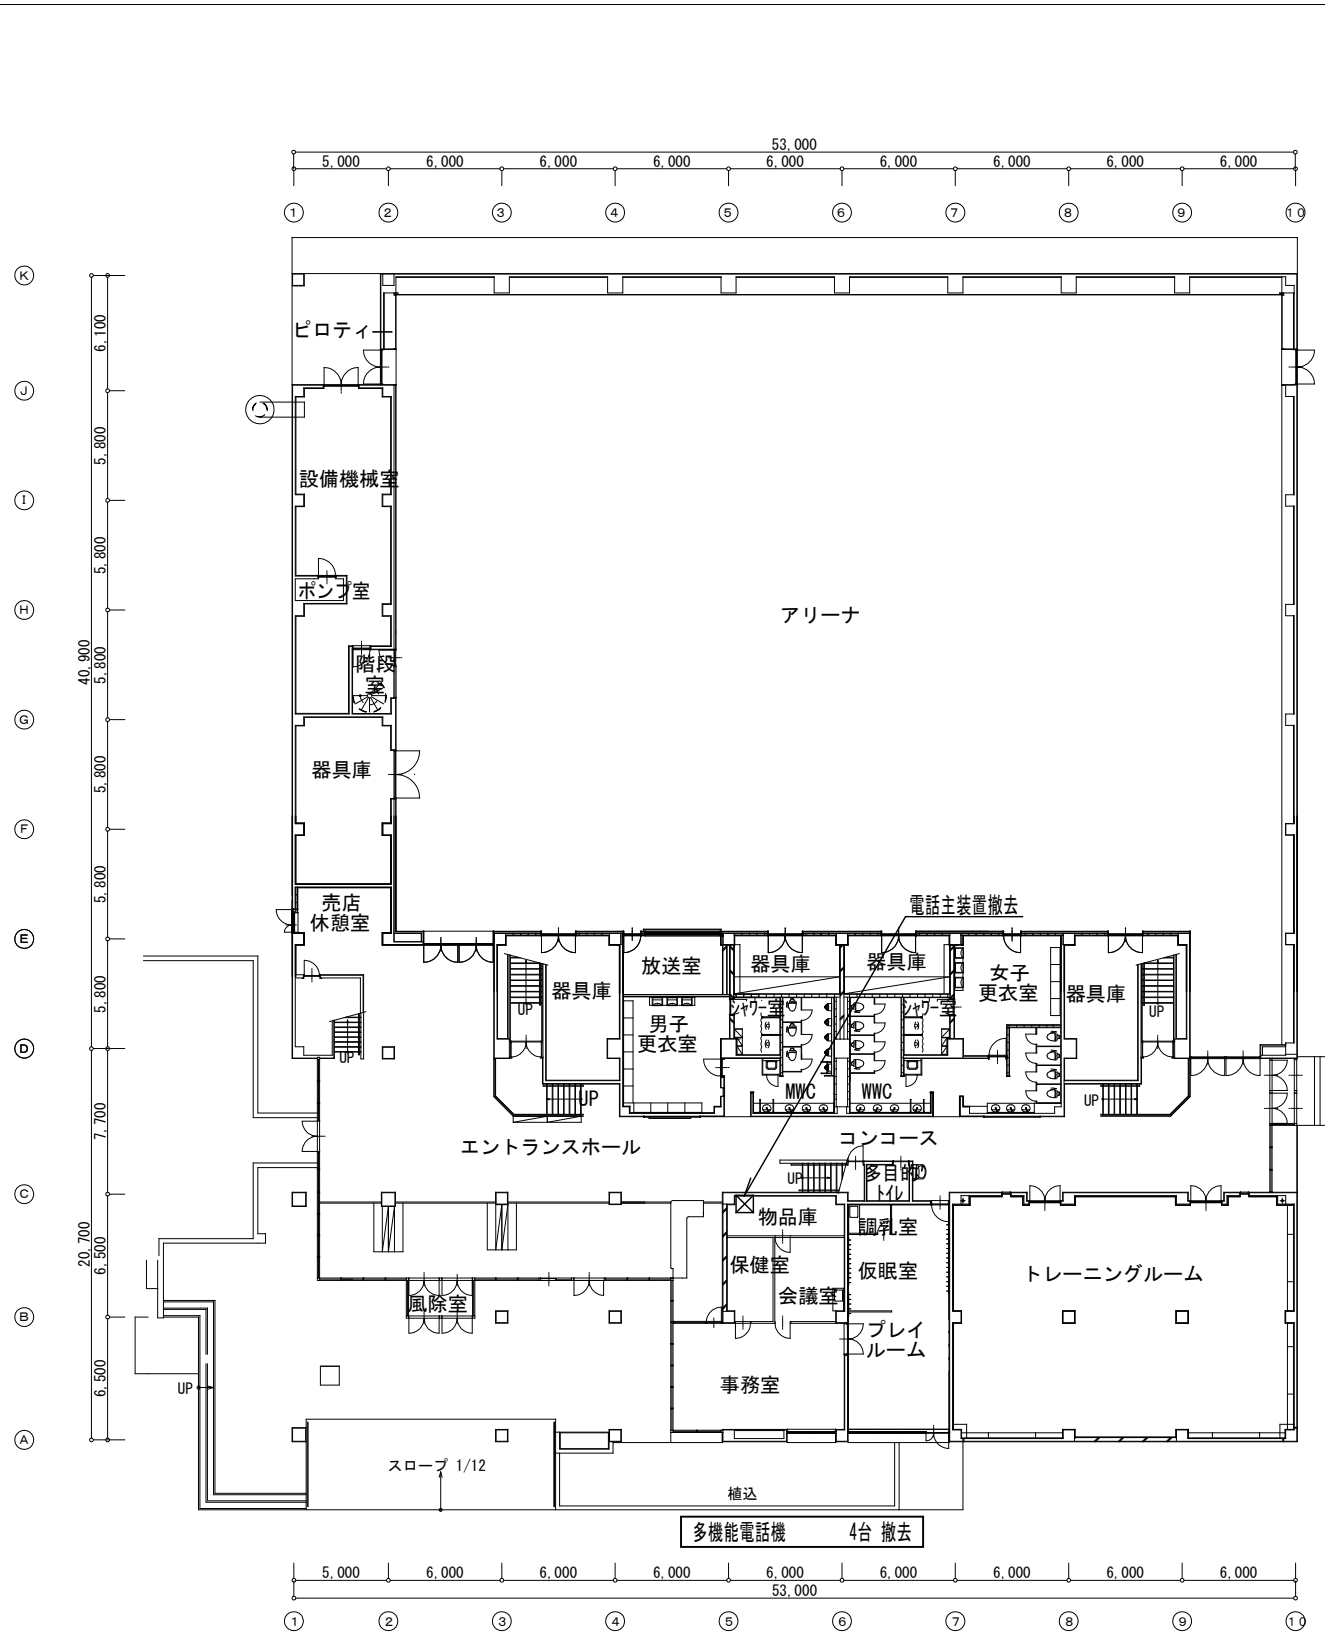 53,000
5,000 6,000 6,000 6,000 6,000 6,000 6,000 6,000 6,000
1 2 3 4 5 6 7 8 9 10
K
6,100
ピロティ
J
5,800
設備機械室
I
5,800
ポンプ室
H
アリーナ
40,900
5,800
階段
室
G
5,800
器具庫
F
5,800
売店
休憩室
電話主装置撤去
E
5,800
放送室
器具庫
器具庫
女子
更衣室
器具庫
器具庫
UP
シャワー室
シャワー室
UP
男子
更衣室
D
UP
MWC
WWC
UP
UP
7,700
エントランスホール
コンコース
UP
多目的
トイレ
C
物品庫
調乳室
20,700
6,500
保健室
仮眠室
トレーニングルーム
会議室
風除室
B
プレイ
ルーム
6,500
UP
事務室
A
スロープ 1/12
植込
多機能電話機 4台 撤去
5,000 6,000 6,000 6,000 6,000 6,000 6,000 6,000 6,000
53,000
1 2 3 4 5 6 7 8 9 10